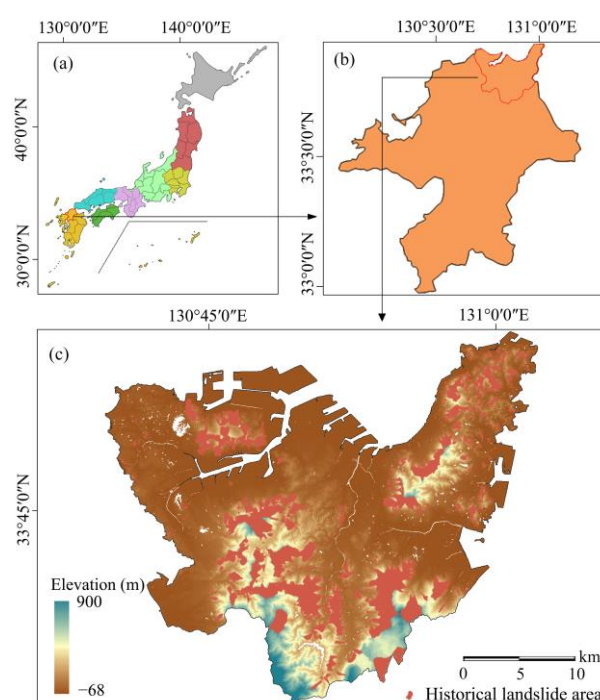 130°0′0″E 140°0′0″E
(a)
40°0′0″N
30°0′0″N
130°30′0″E 131°0′0″E
(b)
33°30′0″N
33°0′0″N
130°45′0″E 131°0′0″E
(c)
33°45′0″N
Elevation (m)
900
−68
km
0 5 10
Historical landslide area